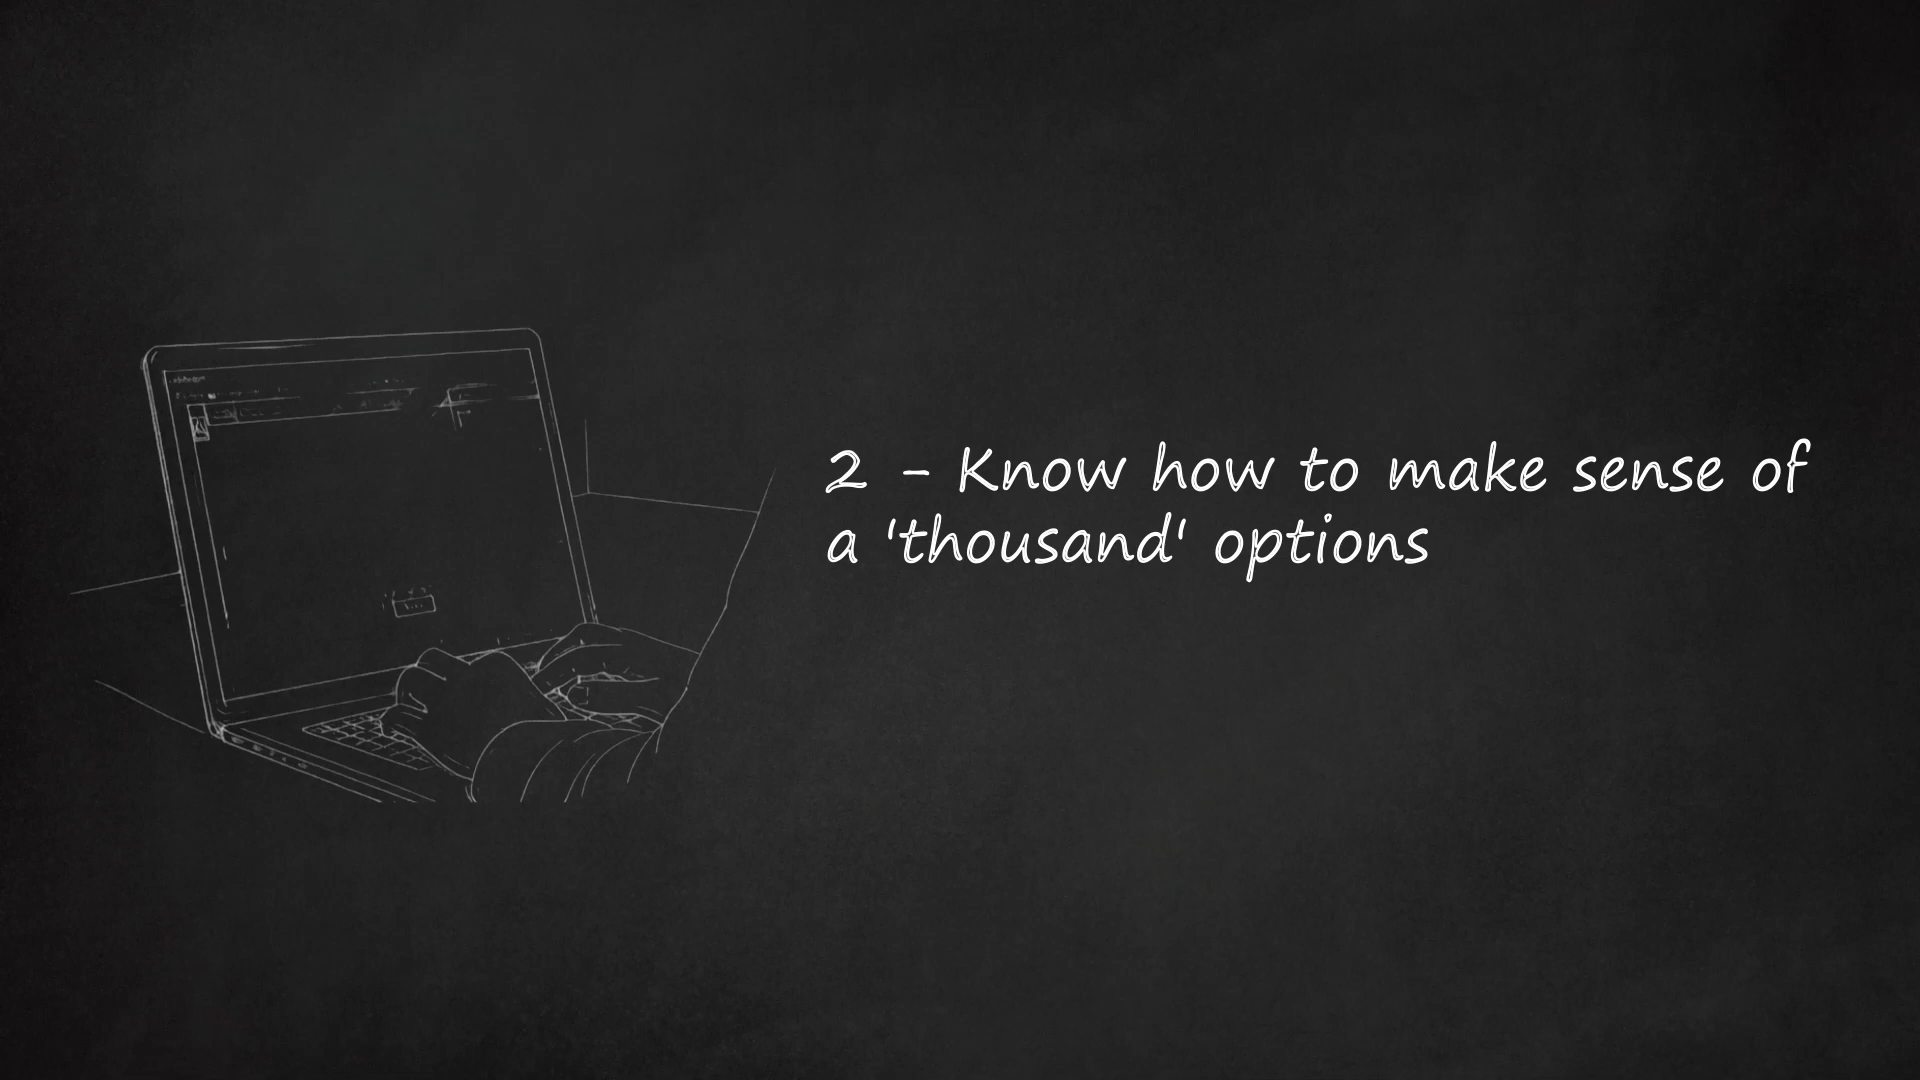 2 - Know how to make sense of
a 'thousand' options